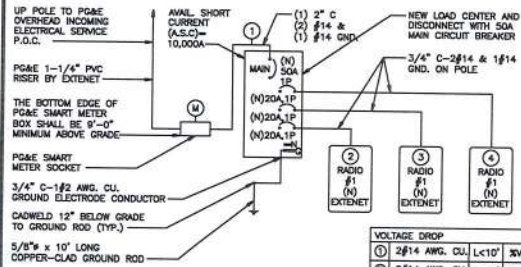 UP POLE TO PG&E
OVERHEAD INCOMING
ELECTRICAL SERVICE
P.O.C.
PG&E 1-1/4" PVC
RISER BY EXTENET
THE BOTTOM EDGE OF
PG&E SMART METER
BOX SHALL BE 9'-0"
MINIMUM ABOVE GRADE
PG&E SMART
METER SOCKET
3/4" C-1#2 AWG. CU.
GROUND ELECTRODE CONDUCTOR
CADWELD 12" BELOW GRADE
TO GROUND ROD (TYP.)
5/8"ø x 10' LONG
COPPER-CLAD GROUND ROD
M
AVAIL. SHORT
CURRENT
(A.S.C)=
10,000A
1
(1) 2" C
(2) #14 &
(1) #14 GND.
NEW LOAD CENTER AND
DISCONNECT WITH 50A
MAIN CIRCUIT BREAKER
3/4" C-2#14 & 1#14
GND. ON POLE
MAIN
(N)
50A
1P
(N)20A,1P
(N)20A,1P
(N)20A,1P
N
G
2
RADIO
#1
(N)
EXTENET
3
RADIO
#1
(N)
EXTENET
4
RADIO
#1
(N)
EXTENET
VOLTAGE DROP
1 2#14 AWG. CU. L<10' %V